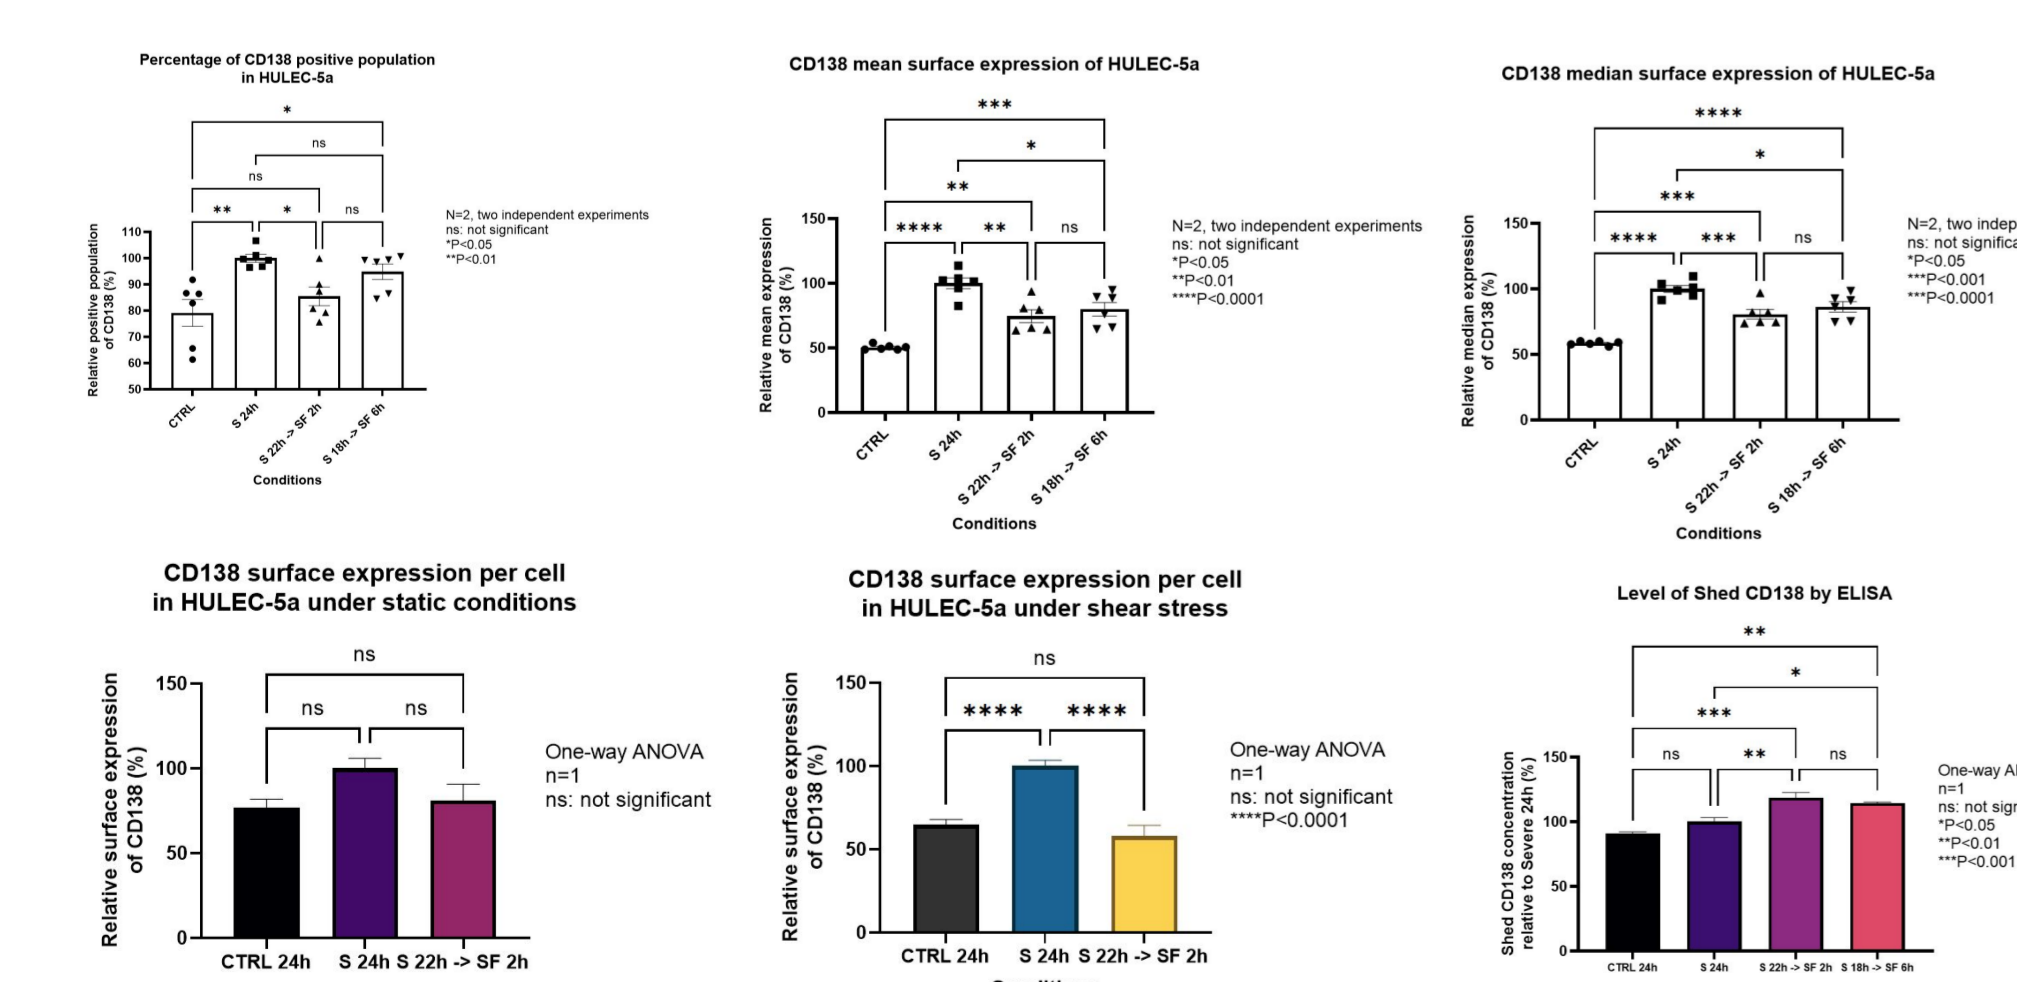 Percentage of CD138 positive population
in HULEC-5a
*
ns
ns
**
*
ns
110
100
90
80
70
60
50
Relative positive population
of CD138 (%)
CTRL
S 24h
S 22h -> SF 2h
S 18h -> SF 6h
Conditions
N=2, two independent experiments
ns: not significant
*P<0.05
**P<0.01
CD138 mean surface expression of HULEC-5a
***
*
**
****
**
ns
150
100
50
0
Relative mean expression
of CD138 (%)
CTRL
S 24h
S 22h -> SF 2h
S 18h -> SF 6h
Conditions
N=2, two independent experiments
ns: not significant
*P<0.05
**P<0.01
****P<0.0001
CD138 median surface expression of HULEC-5a
****
*
***
****
***
ns
150
100
50
0
Relative median expression
of CD138 (%)
CTRL
S 24h
S 22h -> SF 2h
S 18h -> SF 6h
Conditions
N=2, two indep
ns: not signific
*P<0.05
***P<0.001
***P<0.0001
CD138 surface expression per cell
in HULEC-5a under static conditions
ns
ns
ns
150
100
50
0
Relative surface expression
of CD138 (%)
CTRL 24h
S 24h
S 22h -> SF 2h
One-way ANOVA
n=1
ns: not significant
CD138 surface expression per cell
in HULEC-5a under shear stress
ns
****
****
150
100
50
0
Relative surface expression
of CD138 (%)
CTRL 24h
S 24h
S 22h -> SF 2h
One-way ANOVA
n=1
ns: not significant
****P<0.0001
Level of Shed CD138 by ELISA
**
*
***
ns
**
ns
150
100
50
0
Shed CD138 concentration
relative to Severe 24h (%)
CTRL 24h
S 24h
S 22h -> SF 2h
S 18h -> SF 6h
One-way A
n=1
ns: not sign
*P<0.05
**P<0.01
***P<0.001